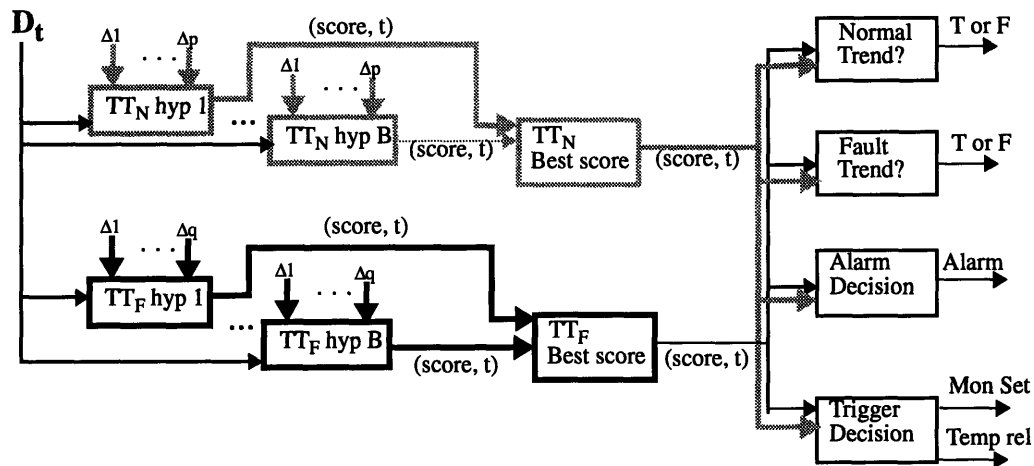 D_t
Δ1 . . . Δp
(score, t)
TT_N hyp 1
...
Δ1 . . . Δp
TT_N hyp B
(score, t)
TT_N
Best score
(score, t)
Normal
Trend?
T or F
Fault
Trend?
T or F
Δ1 . . . Δq
(score, t)
TT_F hyp 1
...
Δ1 . . . Δq
TT_F hyp B
(score, t)
TT_F
Best score
(score, t)
Alarm
Decision
Alarm
Trigger
Decision
Mon Set
Temp rel